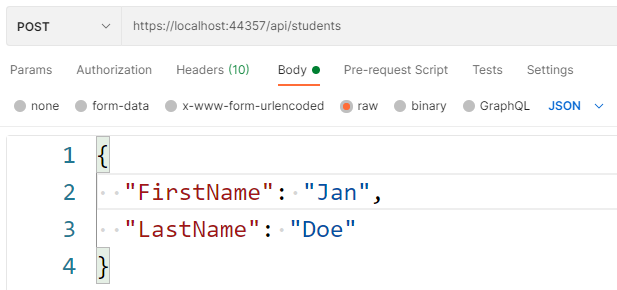 POST https://localhost:44357/api/students
Params Authorization Headers (10) Body Pre-request Script Tests Settings
none form-data x-www-form-urlencoded raw binary GraphQL JSON
1 {
2 "FirstName": "Jan",
3 "LastName": "Doe"
4 }